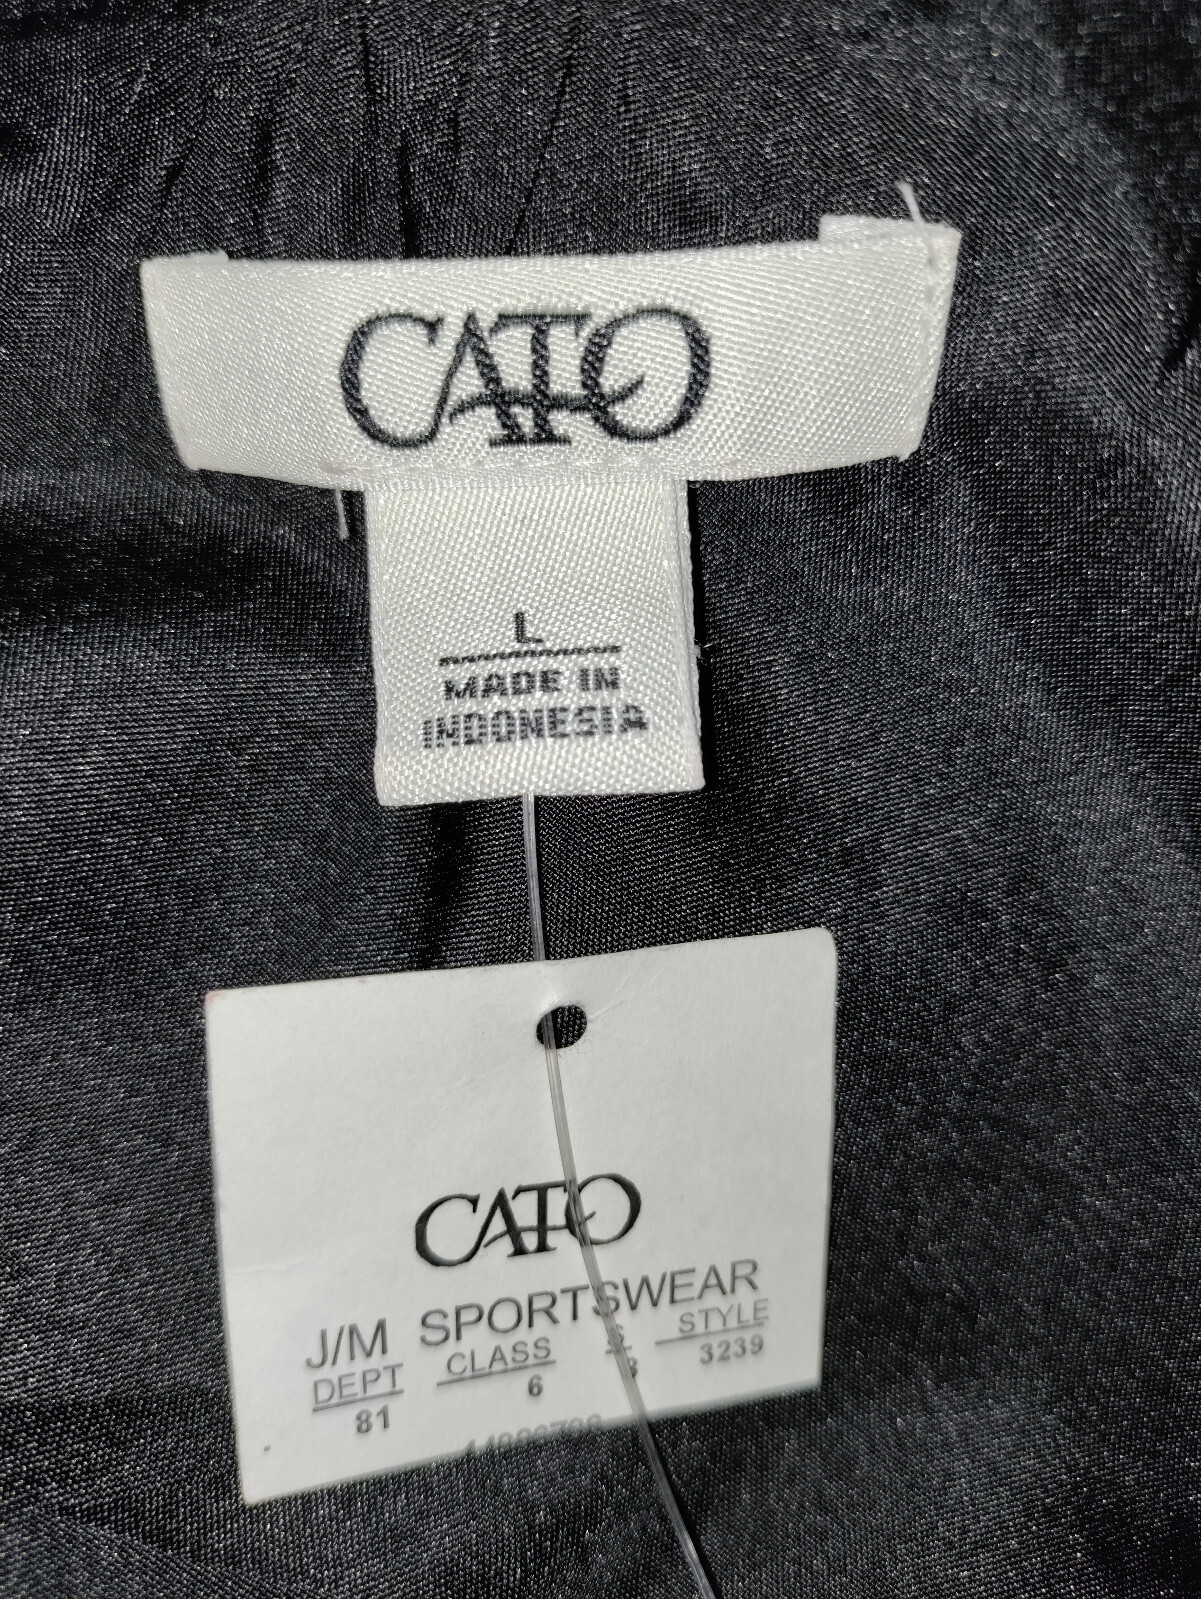 CATO
L
MADE IN
INDONESIA
CATO
J/M SPORTSWEAR
DEPT CLASS STYLE
81 6 3239